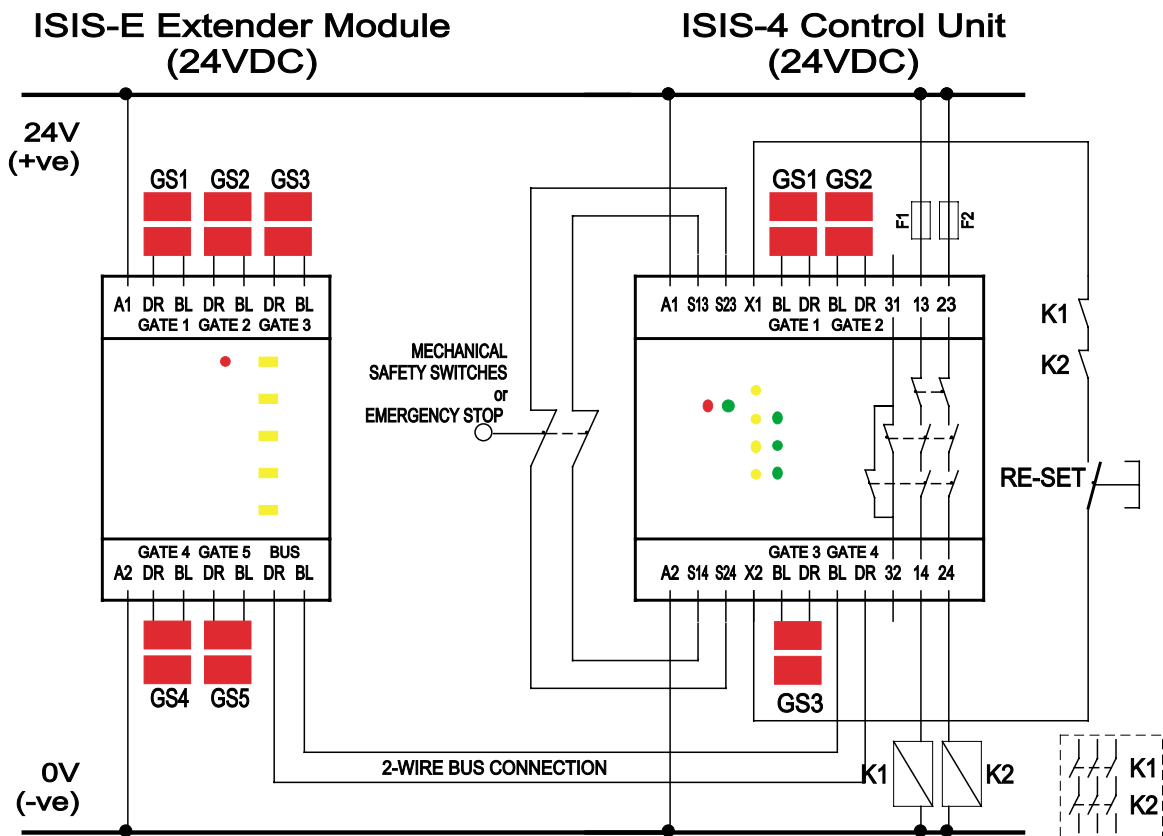 ISIS-E Extender Module
(24VDC)
ISIS-4 Control Unit
(24VDC)
24V
(+ve)
GS1 GS2 GS3
GS1 GS2
F1
F2
A1 DR BL DR BL DR BL
GATE 1 GATE 2 GATE 3
A1 S13 S23 X1 BL DR BL DR 31 13 23
GATE 1 GATE 2
K1
K2
MECHANICAL
SAFETY SWITCHES
or
EMERGENCY STOP
RE-SET
GATE 4 GATE 5 BUS
A2 DR BL DR BL DR BL
GATE 3 GATE 4
A2 S14 S24 X2 BL DR BL DR 32 14 24
GS4 GS5
GS3
2-WIRE BUS CONNECTION
K1
K2
K1
K2
0V
(-ve)